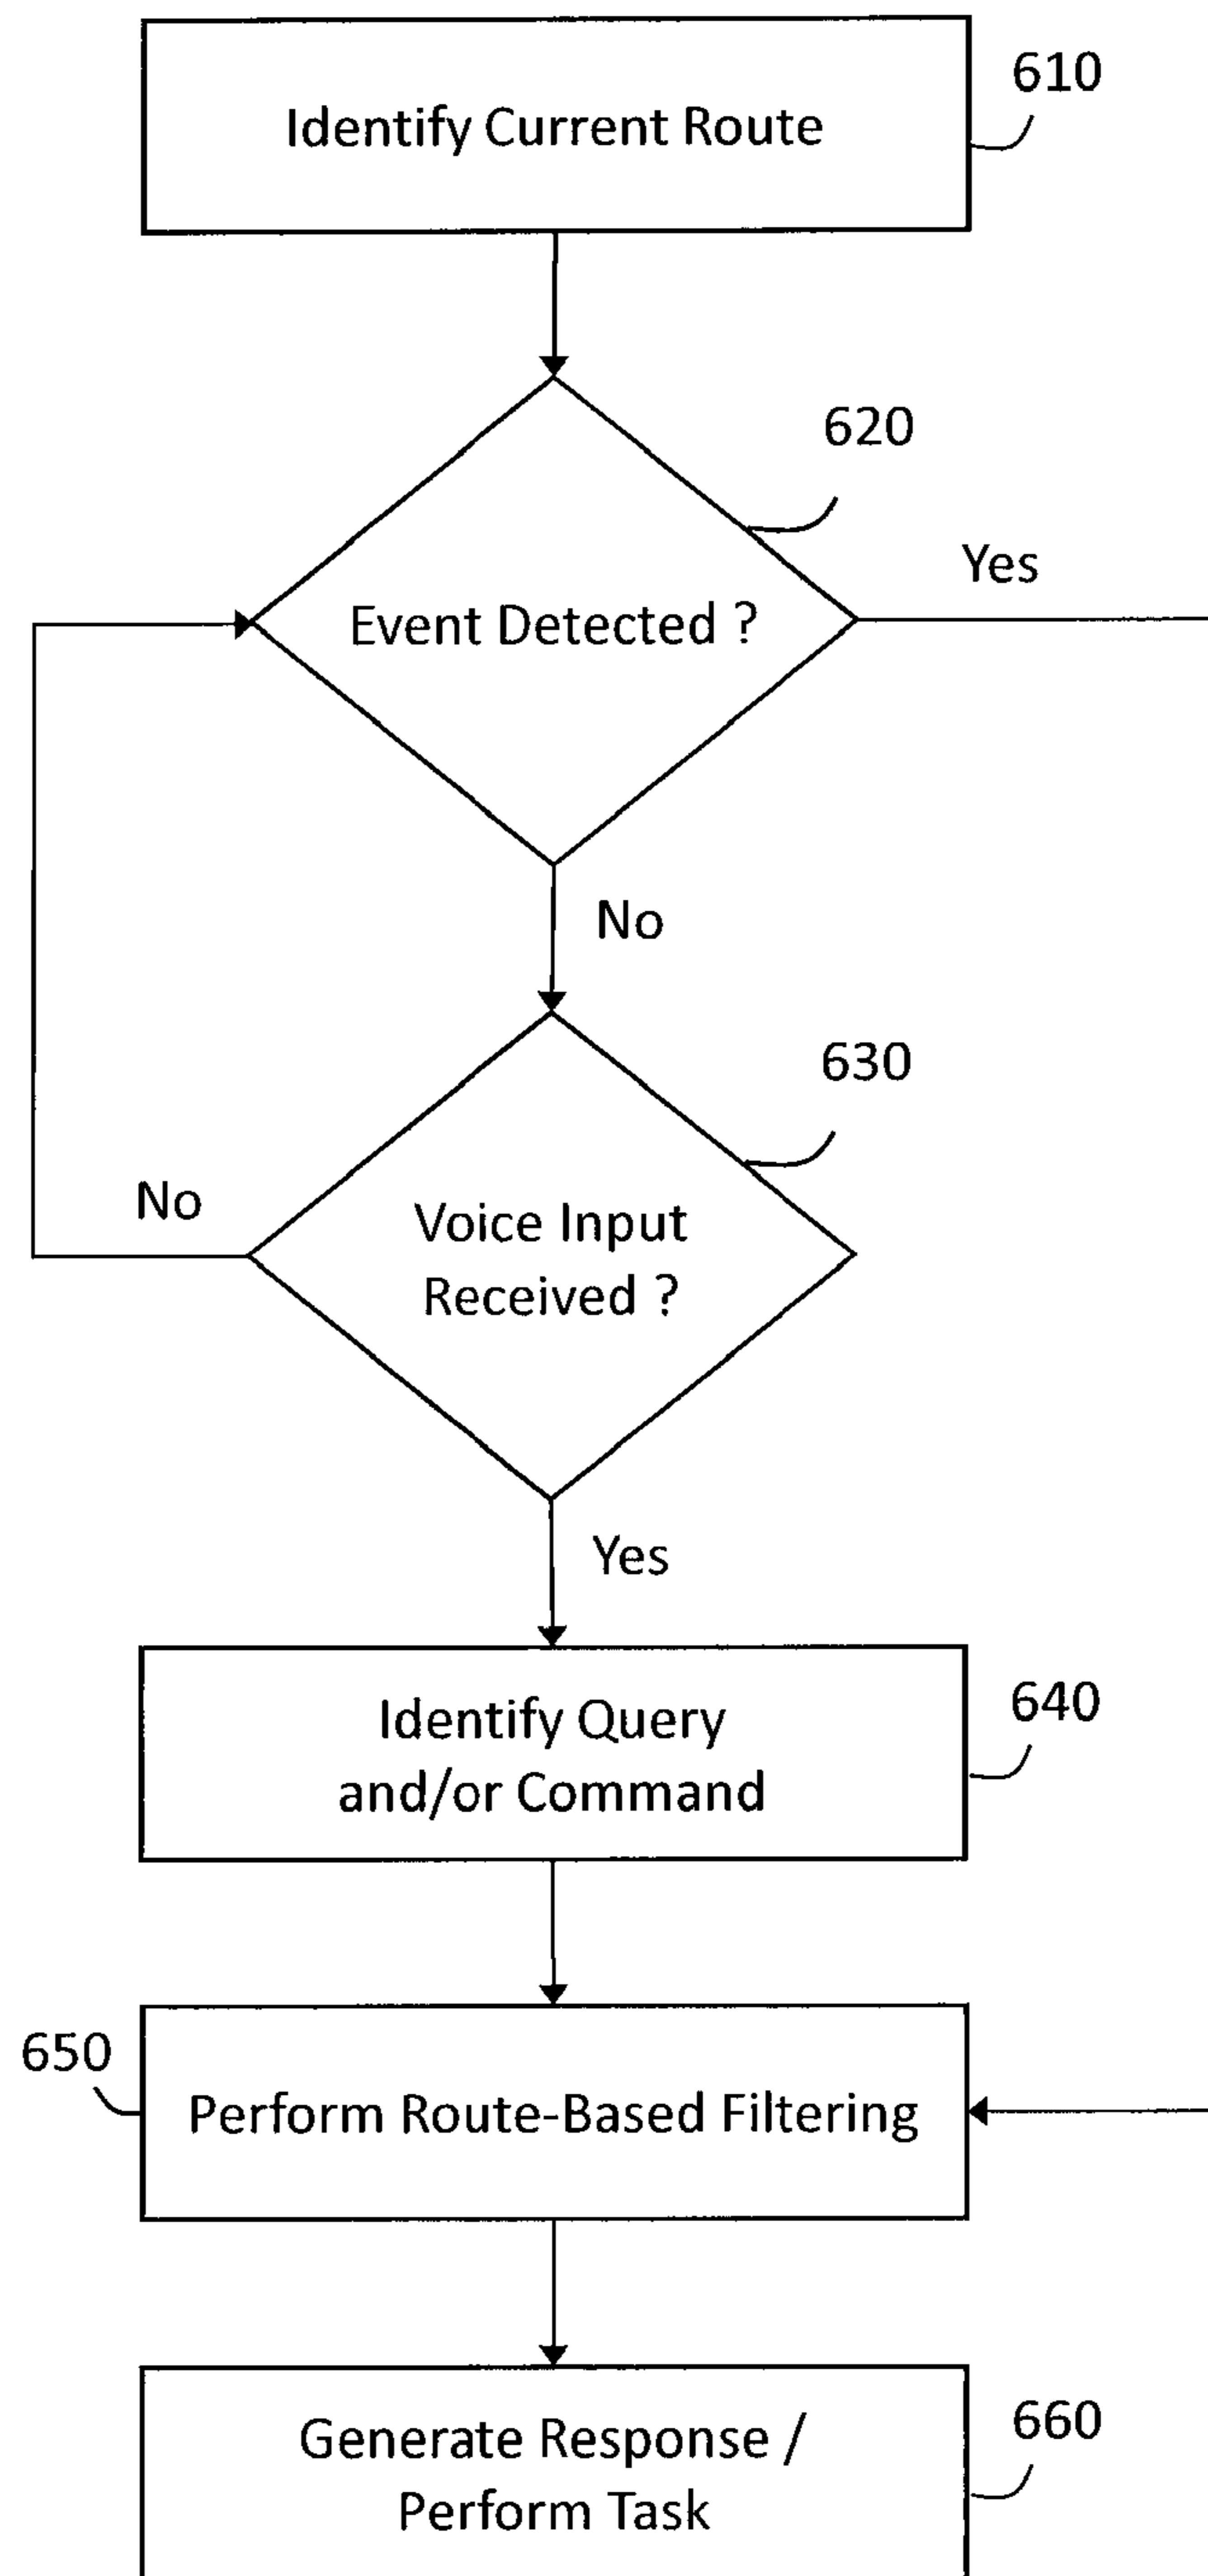 Identify Current Route
610
620
Yes
Event Detected ?
No
630
No
Voice Input
Received ?
Yes
640
Identify Query
and/or Command
650
Perform Route-Based Filtering
660
Generate Response /
Perform Task